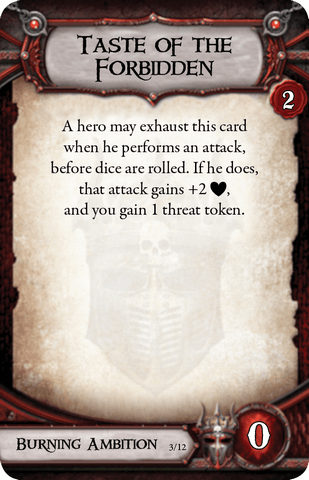 Taste of the
Forbidden
2
A hero may exhaust this card
when he performs an attack,
before dice are rolled. If he does,
that attack gains +2 ♥,
and you gain 1 threat token.
Burning Ambition 3/12
0